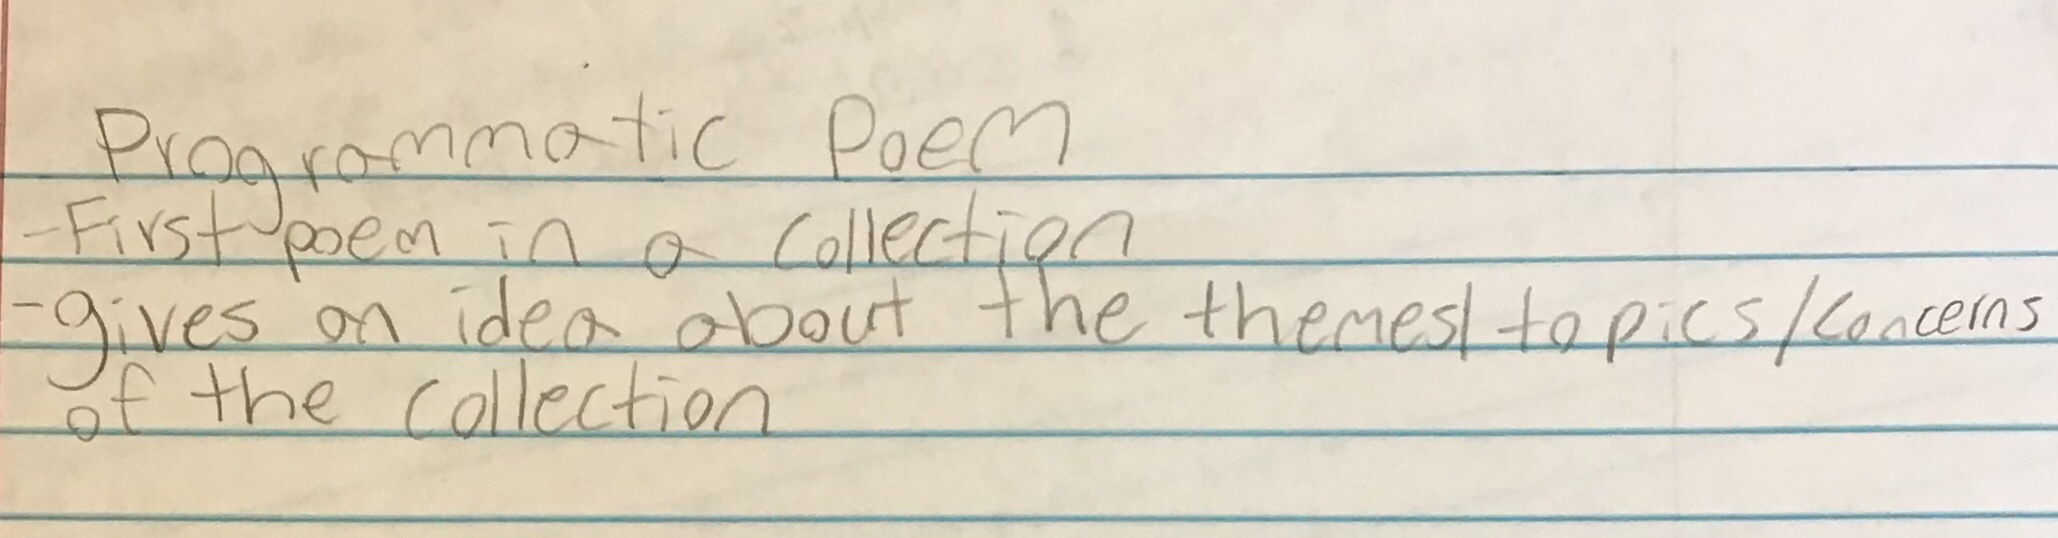 Programmatic Poem
-First poem in a collection
-gives an idea about the themes/topics/concerns
of the collection